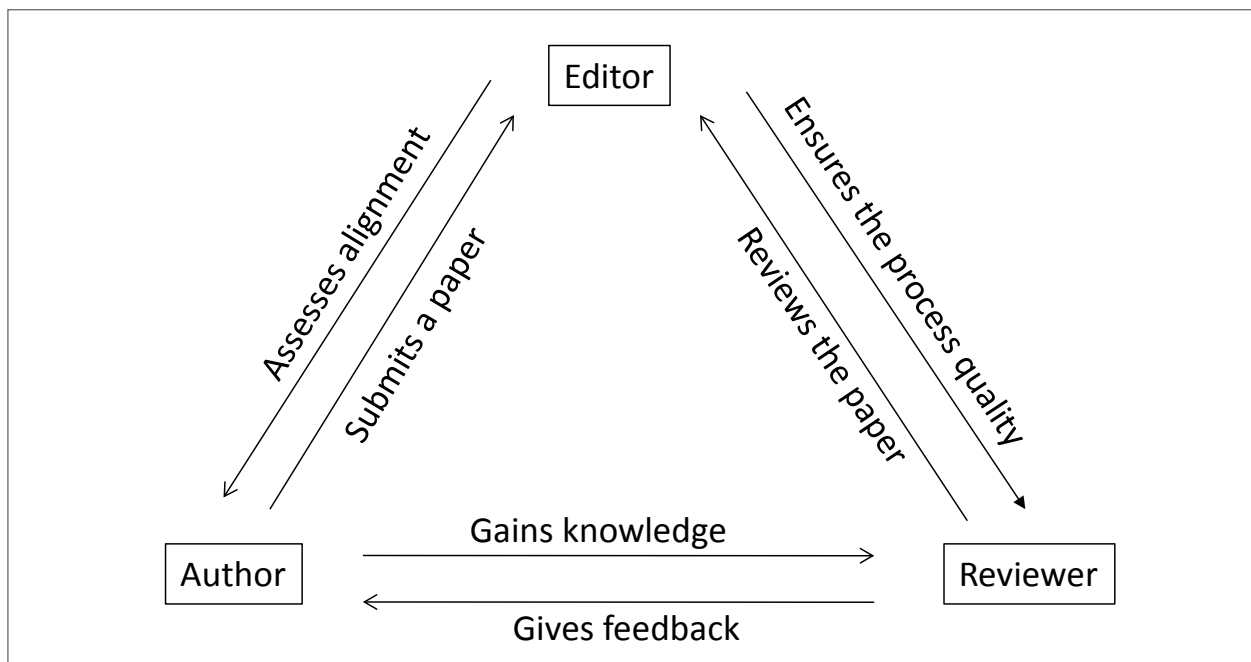 Editor
Assesses alignment
Submits a paper
Reviews the paper
Ensures the process quality
Gains knowledge
Author
Reviewer
Gives feedback